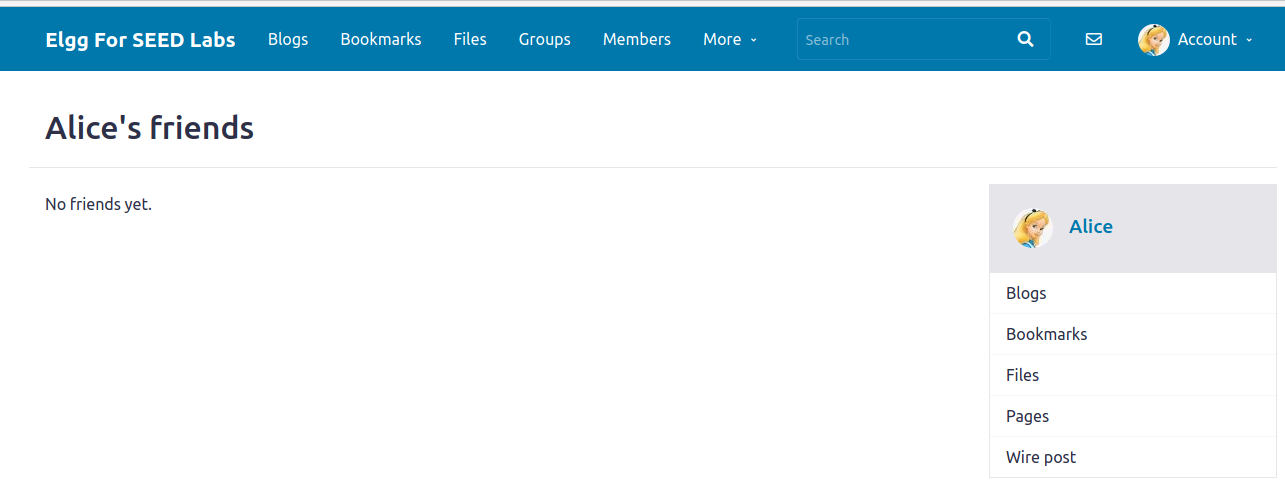 Elgg For SEED Labs Blogs Bookmarks Files Groups Members More Search Account
Alice's friends
No friends yet.
Alice
Blogs
Bookmarks
Files
Pages
Wire post